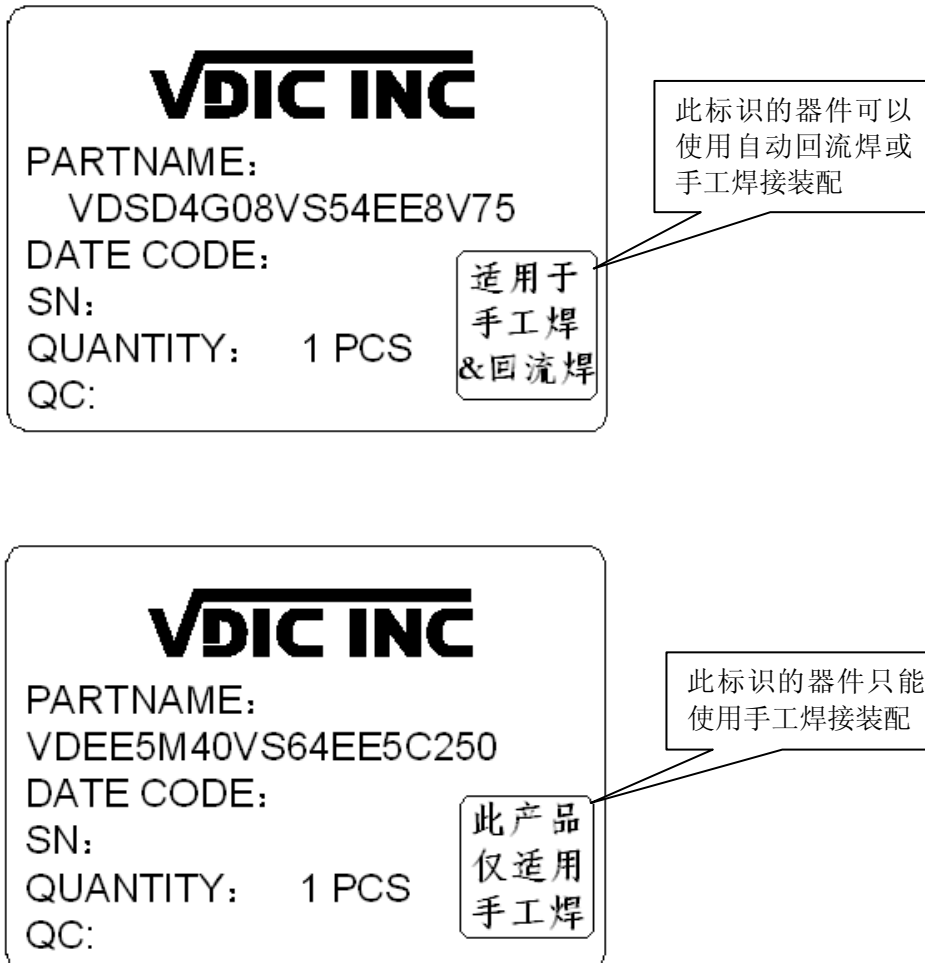 VDIC INC
PARTNAME：
VDSD4G08VS54EE8V75
DATE CODE：
SN：
QUANTITY： 1 PCS
QC:
适用于
手工焊
&回流焊
此标识的器件可以
使用自动回流焊或
手工焊接装配
VDIC INC
PARTNAME：
VDEE5M40VS64EE5C250
DATE CODE：
SN：
QUANTITY： 1 PCS
QC:
此产品
仅适用
手工焊
此标识的器件只能
使用手工焊接装配